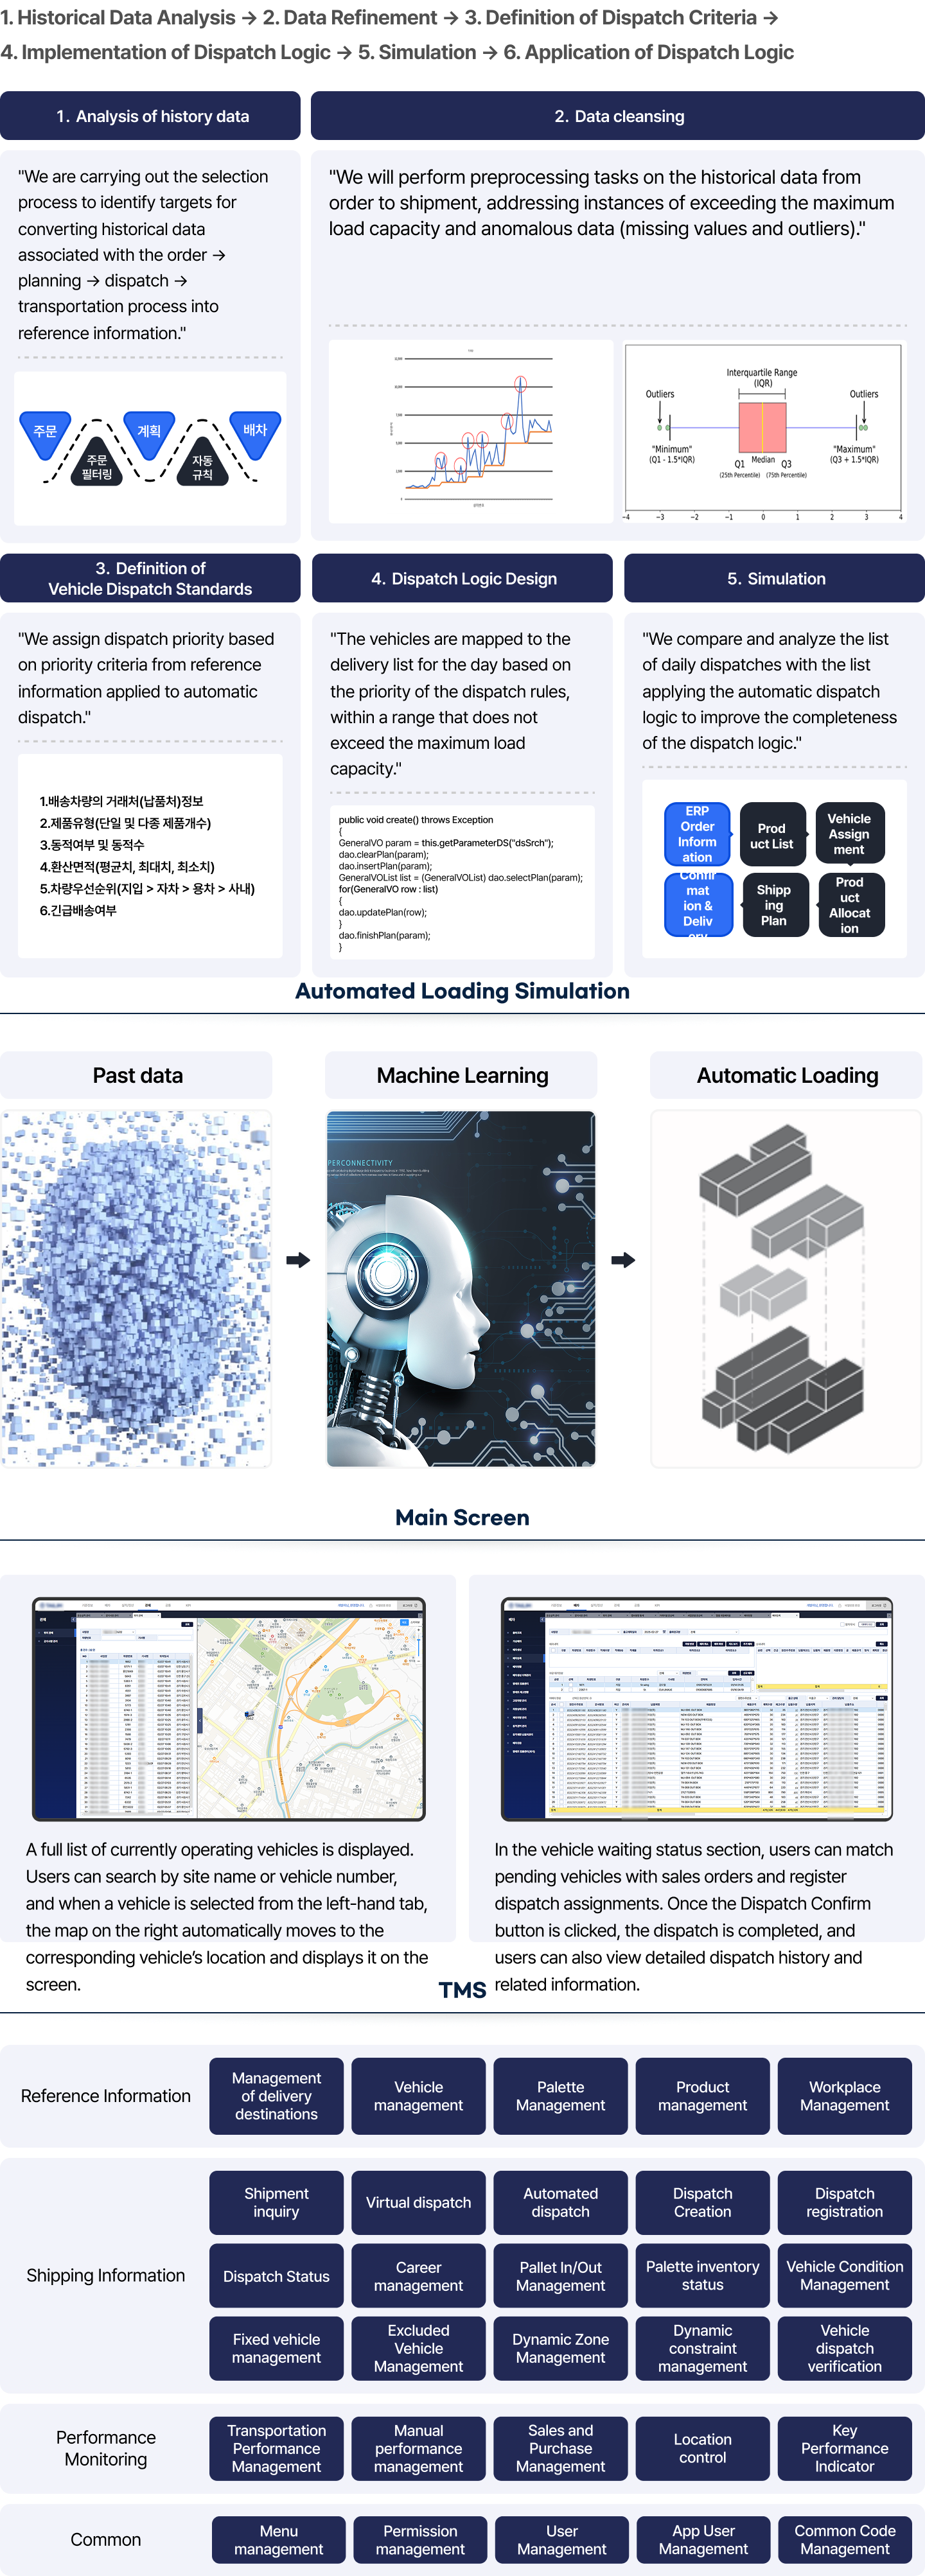 1. Historical Data Analysis → 2. Data Refinement → 3. Definition of Dispatch Criteria →
4. Implementation of Dispatch Logic → 5. Simulation → 6. Application of Dispatch Logic
1. Analysis of history data
"We are carrying out the selection
process to identify targets for
converting historical data
associated with the order →
planning → dispatch →
transportation process into
reference information."
주문
계획
배차
주문
필터링
자동
규칙
2. Data cleansing
"We will perform preprocessing tasks on the historical data from
order to shipment, addressing instances of exceeding the maximum
load capacity and anomalous data (missing values and outliers)."
Interquartile Range
(IQR)
Outliers
Outliers
"Minimum"
(Q1 - 1.5*IQR)
"Maximum"
(Q3 + 1.5*IQR)
Q1
Median
Q3
(25th Percentile)
(75th Percentile)
-4 -3 -2 -1 0 1 2 3 4
3. Definition of
Vehicle Dispatch Standards
"We assign dispatch priority based
on priority criteria from reference
information applied to automatic
dispatch."
1.배송차량의 거래처(납품처)정보
2.제품유형(단일 및 다종 제품개수)
3.동적여부 및 동적수
4.환산면적(평균치, 최대치, 최소치)
5.차량우선순위(지입 > 자차 > 용차 > 사내)
6.긴급배송여부
4. Dispatch Logic Design
"The vehicles are mapped to the
delivery list for the day based on
the priority of the dispatch rules,
within a range that does not
exceed the maximum load
capacity."
public void create() throws Exception
{
GeneralVO param = this.getParameterDS("dsSrch");
dao.clearPlan(param);
dao.insertPlan(param);
GeneralVOList list = (GeneralVOList) dao.selectPlan(param);
for(GeneralVO row : list)
{
dao.updatePlan(row);
}
dao.finishPlan(param);
}
5. Simulation
"We compare and analyze the list
of daily dispatches with the list
applying the automatic dispatch
logic to improve the completeness
of the dispatch logic."
ERP
Order
Inform
ation
Prod
uct List
Vehicle
Assign
ment
Confir
mat
ion &
Deliv
ery
Shipp
ing
Plan
Prod
uct
Allocat
ion
Automated Loading Simulation
Past data
Machine Learning
Automatic Loading
PERCONNECTIVITY
Main Screen
A full list of currently operating vehicles is displayed.
Users can search by site name or vehicle number,
and when a vehicle is selected from the left-hand tab,
the map on the right automatically moves to the
corresponding vehicle's location and displays it on the
screen.
In the vehicle waiting status section, users can match
pending vehicles with sales orders and register
dispatch assignments. Once the Dispatch Confirm
button is clicked, the dispatch is completed, and
users can also view detailed dispatch history and
related information.
TMS
Reference Information
Management
of delivery
destinations
Vehicle
management
Palette
Management
Product
management
Workplace
Management
Shipping Information
Shipment
inquiry
Virtual dispatch
Automated
dispatch
Dispatch
Creation
Dispatch
registration
Dispatch Status
Career
management
Pallet In/Out
Management
Palette inventory
status
Vehicle Condition
Management
Fixed vehicle
management
Excluded
Vehicle
Management
Dynamic Zone
Management
Dynamic
constraint
management
Vehicle
dispatch
verification
Performance
Monitoring
Transportation
Performance
Management
Manual
performance
management
Sales and
Purchase
Management
Location
control
Key
Performance
Indicator
Common
Menu
management
Permission
management
User
Management
App User
Management
Common Code
Management